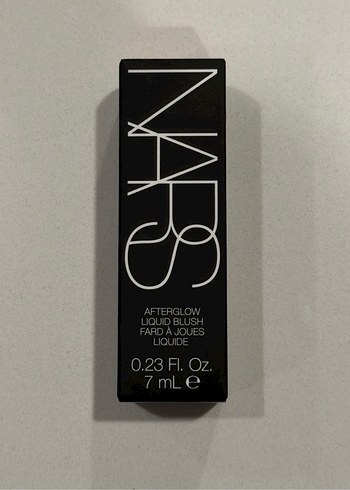 NARS
AFTERGLOW
LIQUID BLUSH
FARD À JOUES
LIQUIDE
0.23 Fl. Oz.
7 mL ℮